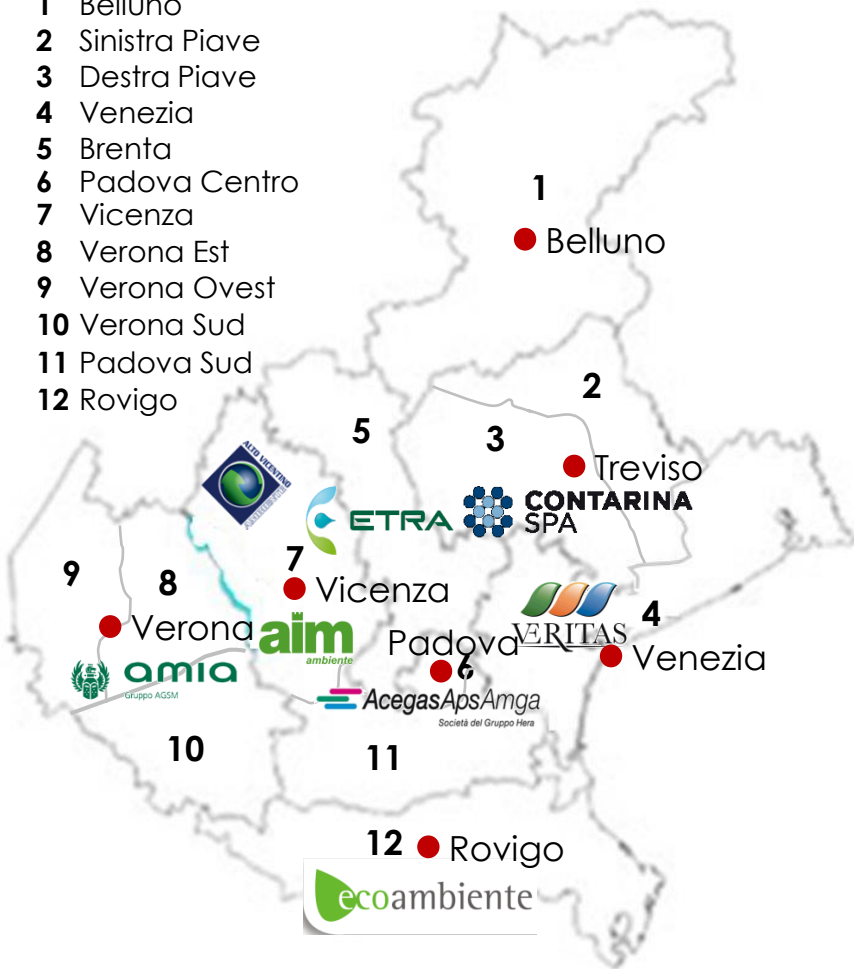 1 Belluno
2 Sinistra Piave
3 Destra Piave
4 Venezia
5 Brenta
6 Padova Centro
7 Vicenza
8 Verona Est
9 Verona Ovest
10 Verona Sud
11 Padova Sud
12 Rovigo
1
Belluno
2
5
3
ALTO VICENTINO
Treviso
ETRA
CONTARINA
SPA
7
9
8
Vicenza
4
Verona
aim
ambiente
Padova
VERITAS
6
Venezia
amia
Gruppo AGSM
AcegasApsAmga
Società del Gruppo Hera
10
11
12
Rovigo
ecoambiente